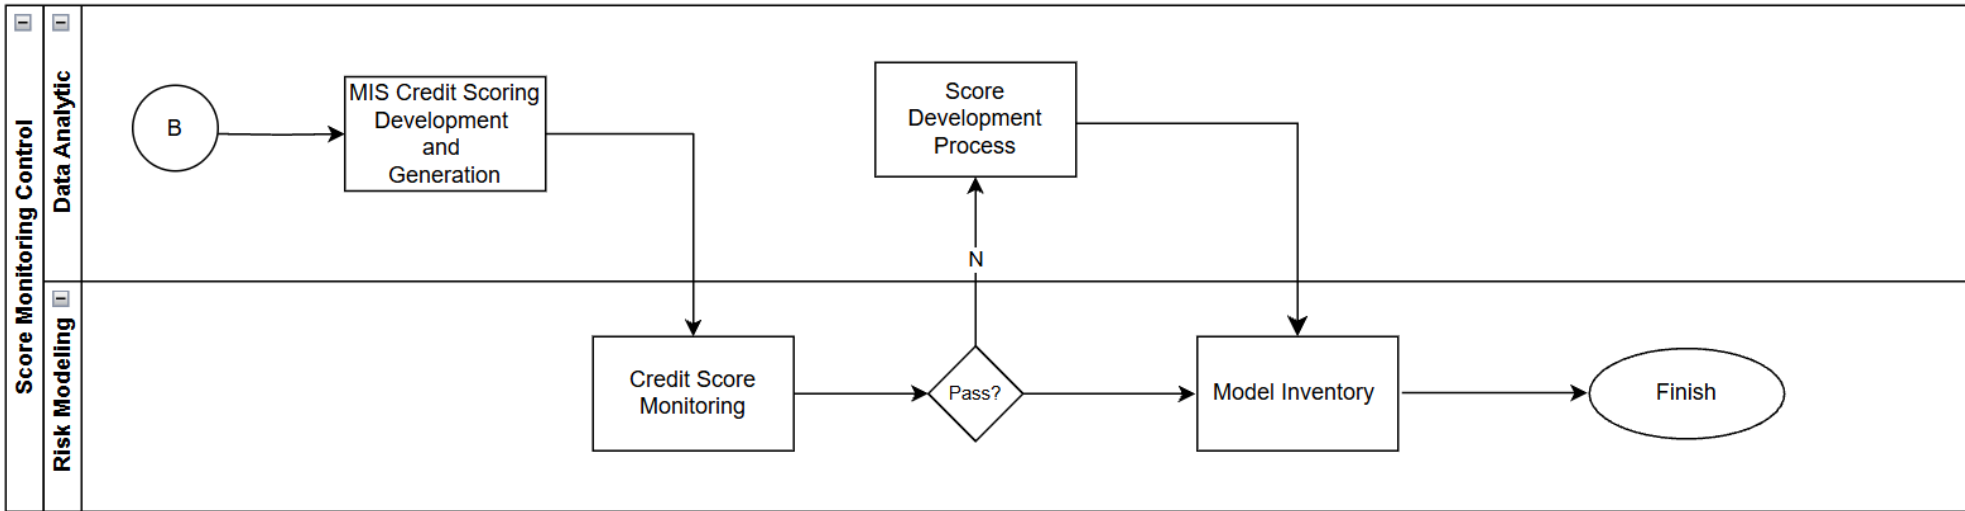 Score Monitoring Control
Data Analytic
B
MIS Credit Scoring
Development
and
Generation
Score
Development
Process
N
Risk Modeling
Credit Score
Monitoring
Pass?
Model Inventory
Finish